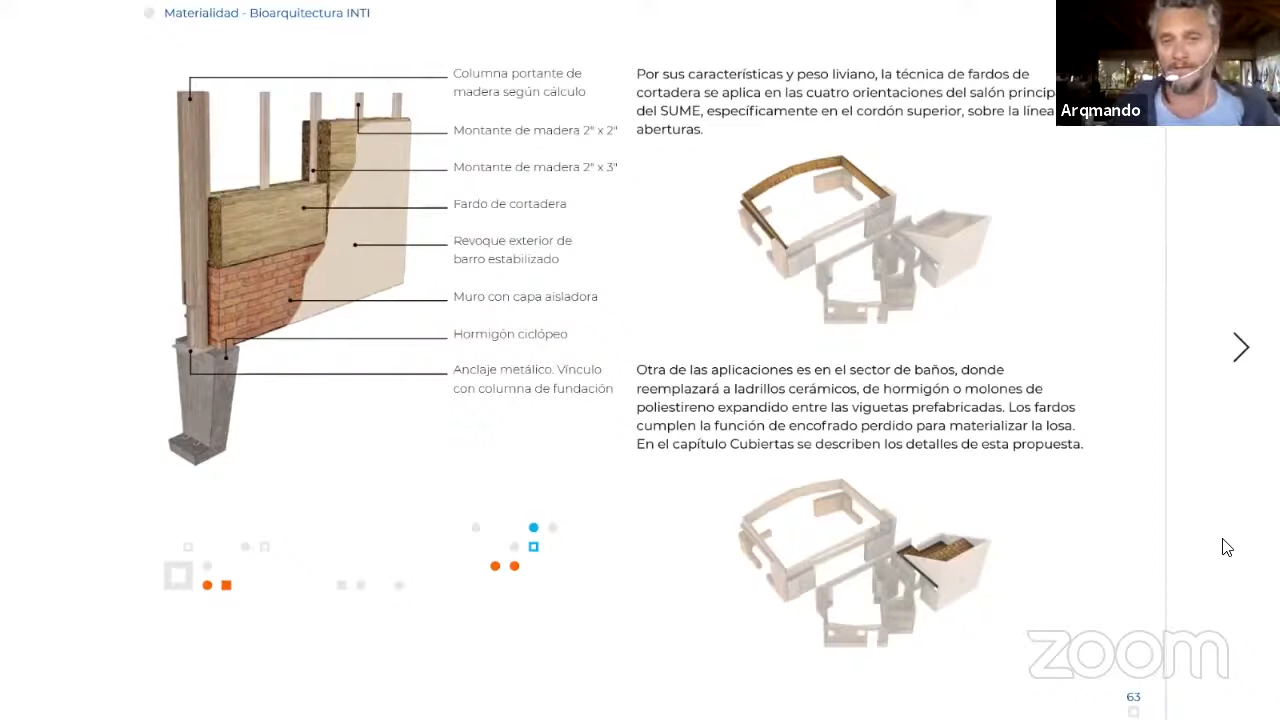 Materialidad - Bioarquitectura INTI
Columna portante de
madera según cálculo
Montante de madera 2" x 2"
Montante de madera 2" x 3"
Fardo de cortadera
Revoque exterior de
barro estabilizado
Muro con capa aisladora
Hormigón ciclópeo
Anclaje metálico. Vínculo
con columna de fundación
Por sus características y peso liviano, la técnica de fardos de
cortadera se aplica en las cuatro orientaciones del salón princip
del SUME, específicamente en el cordón superior, sobre la línea
aberturas.
Otra de las aplicaciones es en el sector de baños, donde
reemplazará a ladrillos cerámicos, de hormigón o molones de
poliestireno expandido entre las viguetas prefabricadas. Los fardos
cumplen la función de encofrado perdido para materializar la losa.
En el capítulo Cubiertas se describen los detalles de esta propuesta.
Arqmando
zoom
63